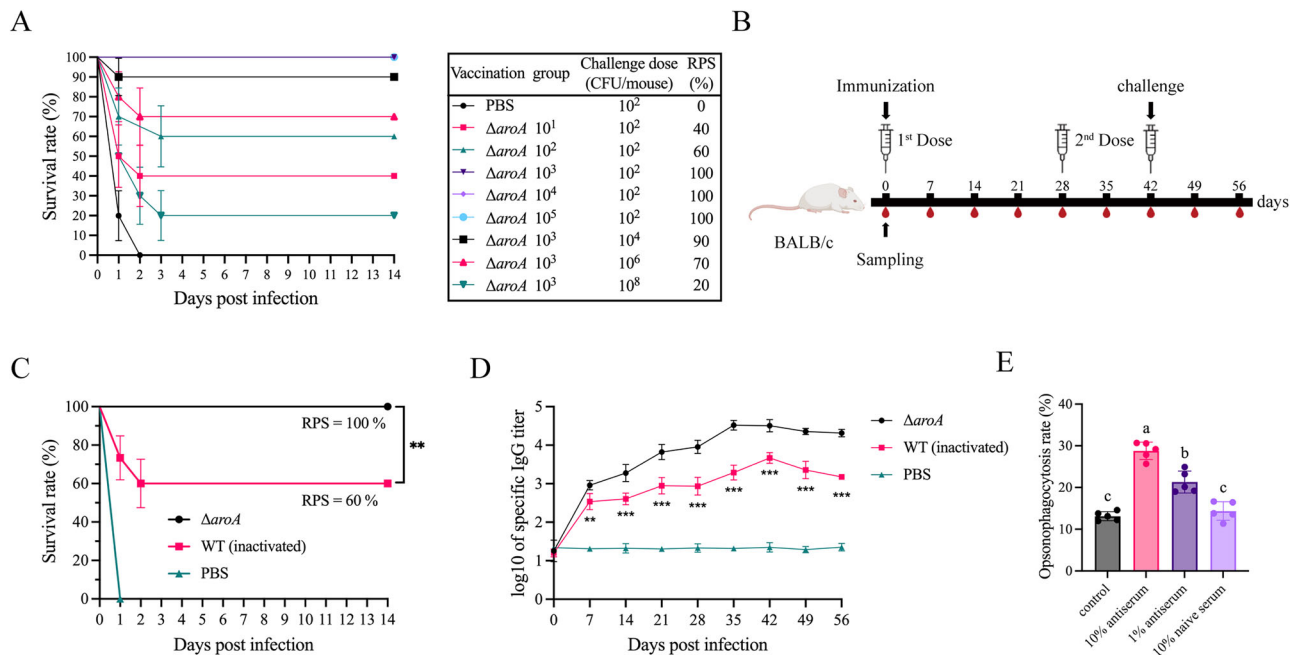 A
Survival rate (%)
100
90
80
70
60
50
40
30
20
10
0
0 1 2 3 4 5 6 7 8 9 10 11 12 13 14
Days post infection
Vaccination group Challenge dose (CFU/mouse) RPS (%)
PBS 10² 0
ΔaroA 10¹ 10² 40
ΔaroA 10² 10² 60
ΔaroA 10³ 10² 100
ΔaroA 10⁴ 10² 100
ΔaroA 10⁵ 10² 100
ΔaroA 10³ 10⁴ 90
ΔaroA 10³ 10⁶ 70
ΔaroA 10³ 10⁸ 20
B
Immunization
challenge
1st Dose
2nd Dose
0 7 14 21 28 35 42 49 56
days
BALB/c
Sampling
C
Survival rate (%)
100
80
60
40
20
0
RPS = 100 %
**
RPS = 60 %
ΔaroA
WT (inactivated)
PBS
0 1 2 3 4 5 6 7 8 9 10 11 12 13 14
Days post infection
D
log10 of specific IgG titer
5
4
3
2
1
0
** *** *** *** *** *** *** ***
ΔaroA
WT (inactivated)
PBS
0 7 14 21 28 35 42 49 56
Days post infection
E
Opsonophagocytosis rate (%)
40
30
20
10
0
c a b c
control
10% antiserum
1% antiserum
10% naive serum